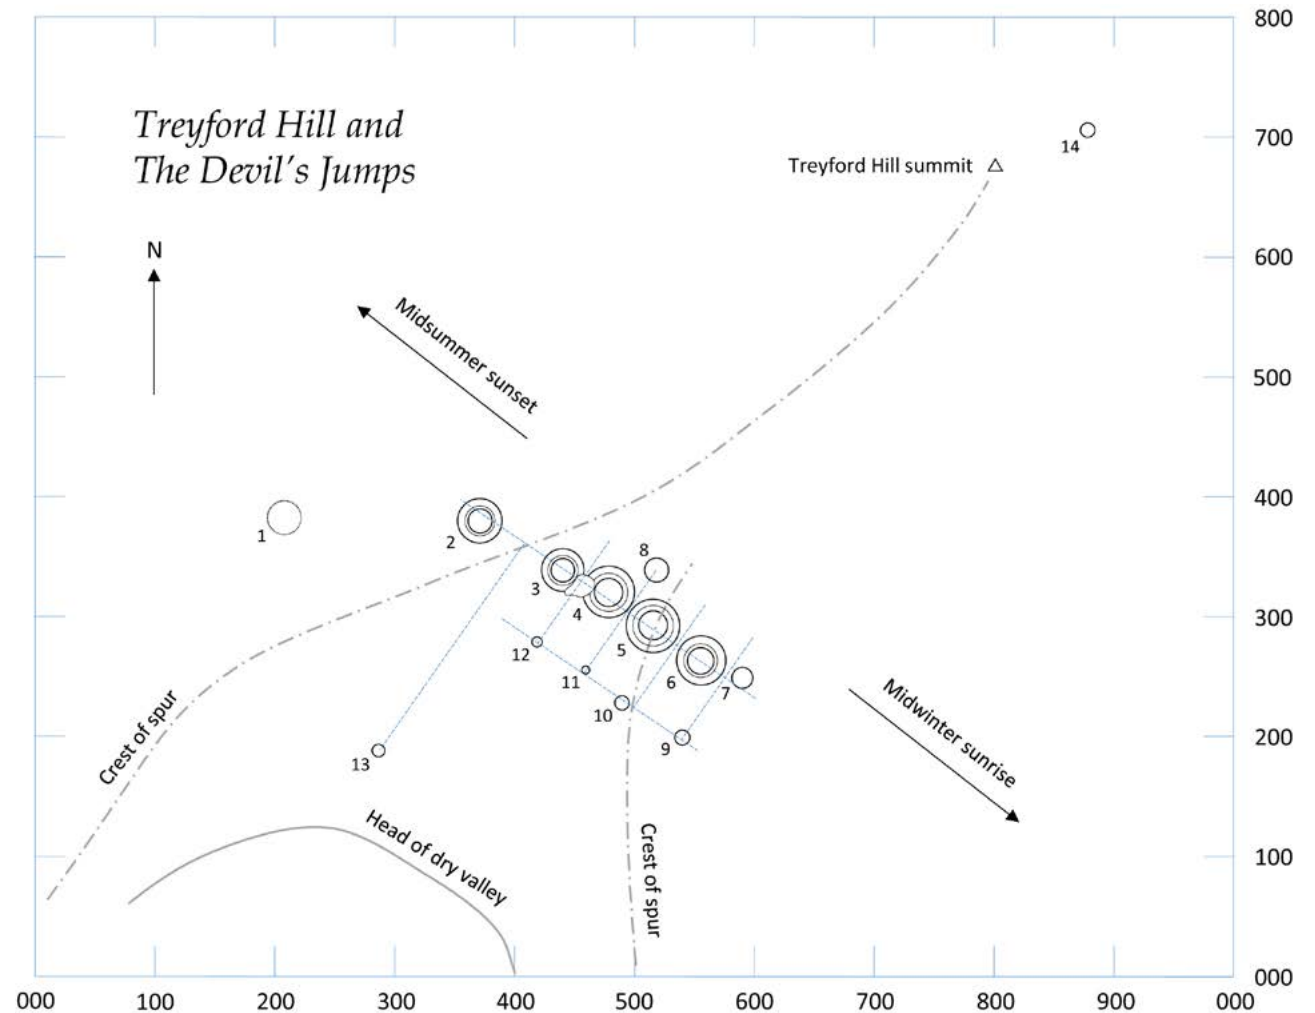 800
Treyford Hill and
The Devil's Jumps
700
14
Treyford Hill summit
N
600
Midsummer sunset
500
400
1
2
8
3
4
300
5
12
11
6
7
10
9
200
13
Crest of spur
Midwinter sunrise
Head of dry valley
Crest of spur
100
000
000 100 200 300 400 500 600 700 800 900 000